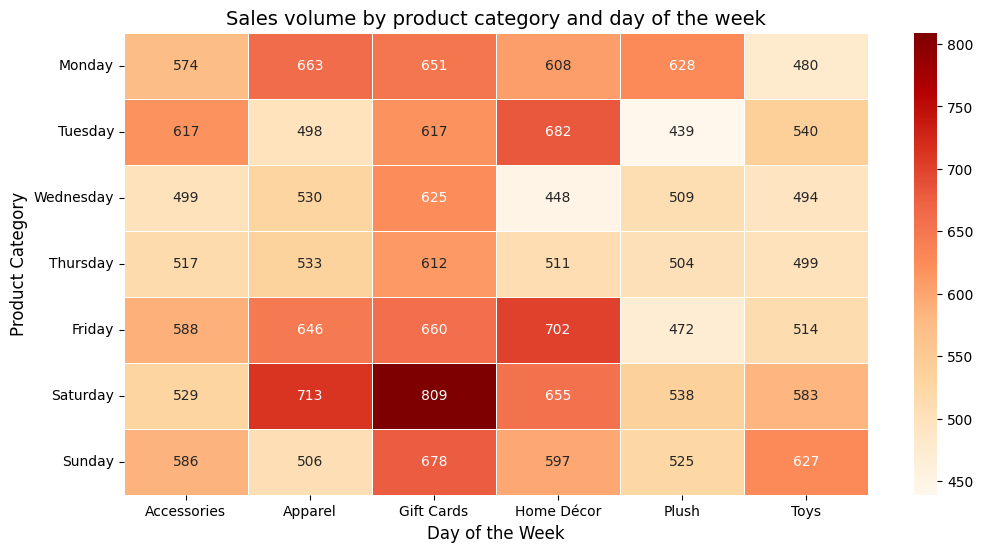 Sales volume by product category and day of the week
Product Category
Monday 574 663 651 608 628 480
Tuesday 617 498 617 682 439 540
Wednesday 499 530 625 448 509 494
Thursday 517 533 612 511 504 499
Friday 588 646 660 702 472 514
Saturday 529 713 809 655 538 583
Sunday 586 506 678 597 525 627
Accessories Apparel Gift Cards Home Décor Plush Toys
Day of the Week
800
750
700
650
600
550
500
450